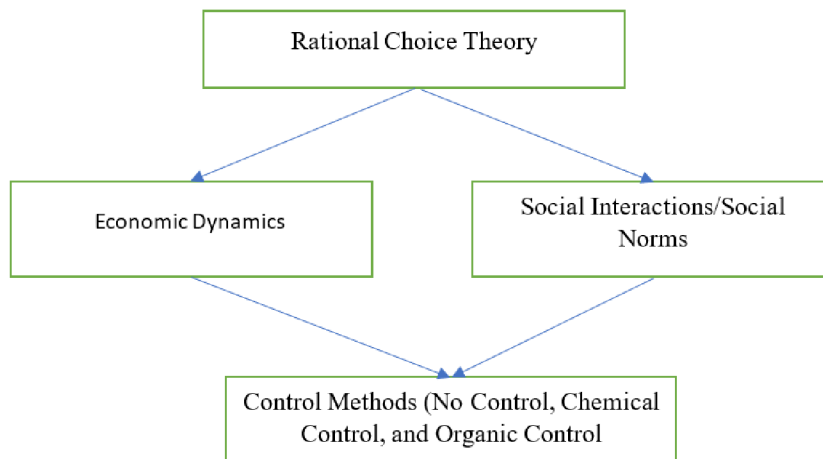 Rational Choice Theory
Economic Dynamics
Social Interactions/Social
Norms
Control Methods (No Control, Chemical
Control, and Organic Control